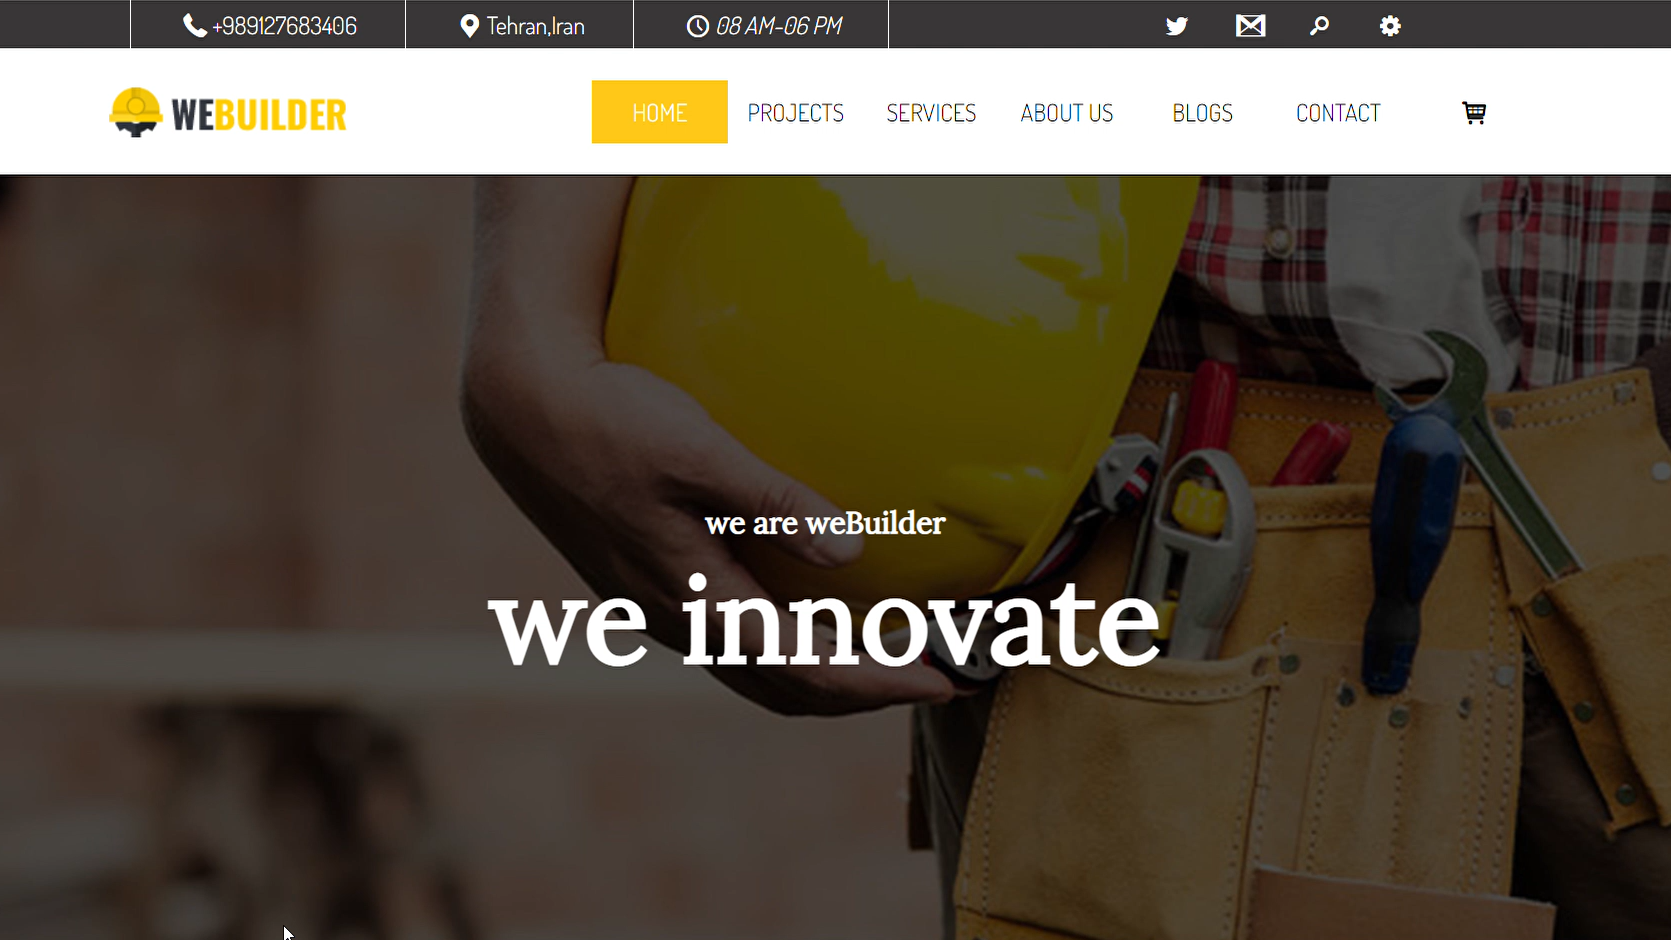 +989127683406 Tehran,Iran 08 AM-06 PM
WEBUILDER HOME PROJECTS SERVICES ABOUT US BLOGS CONTACT
we are weBuilder
we innovate